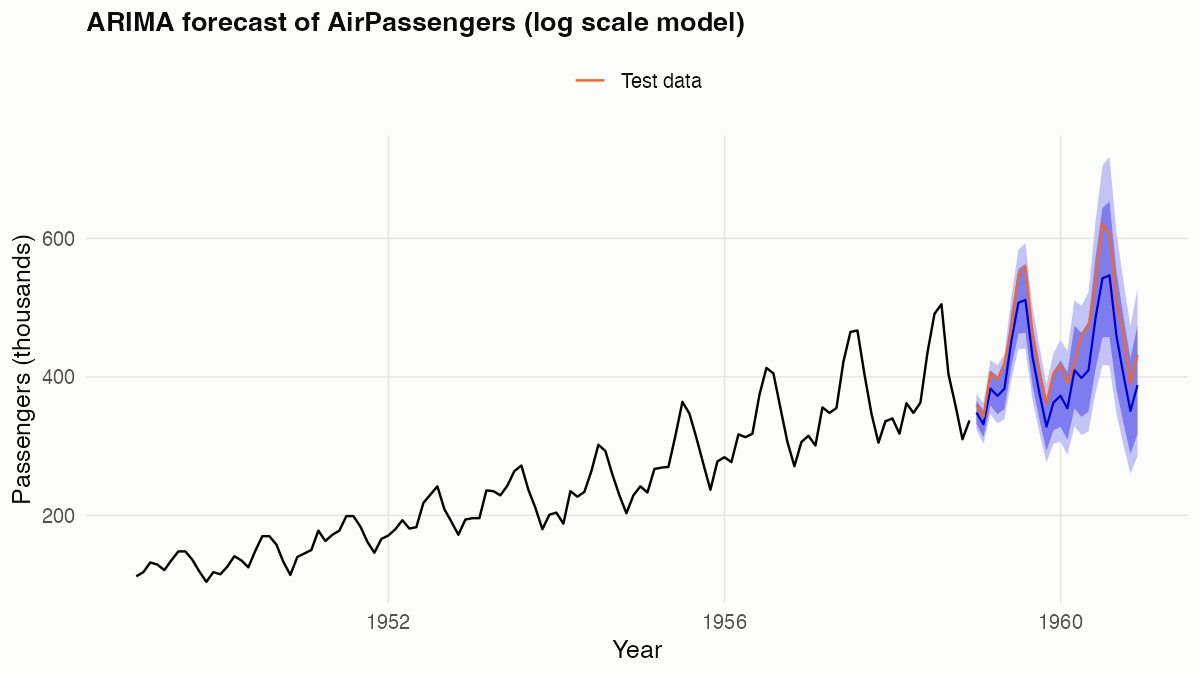 ARIMA forecast of AirPassengers (log scale model)
Test data
Passengers (thousands)
600
400
200
1952
1956
1960
Year